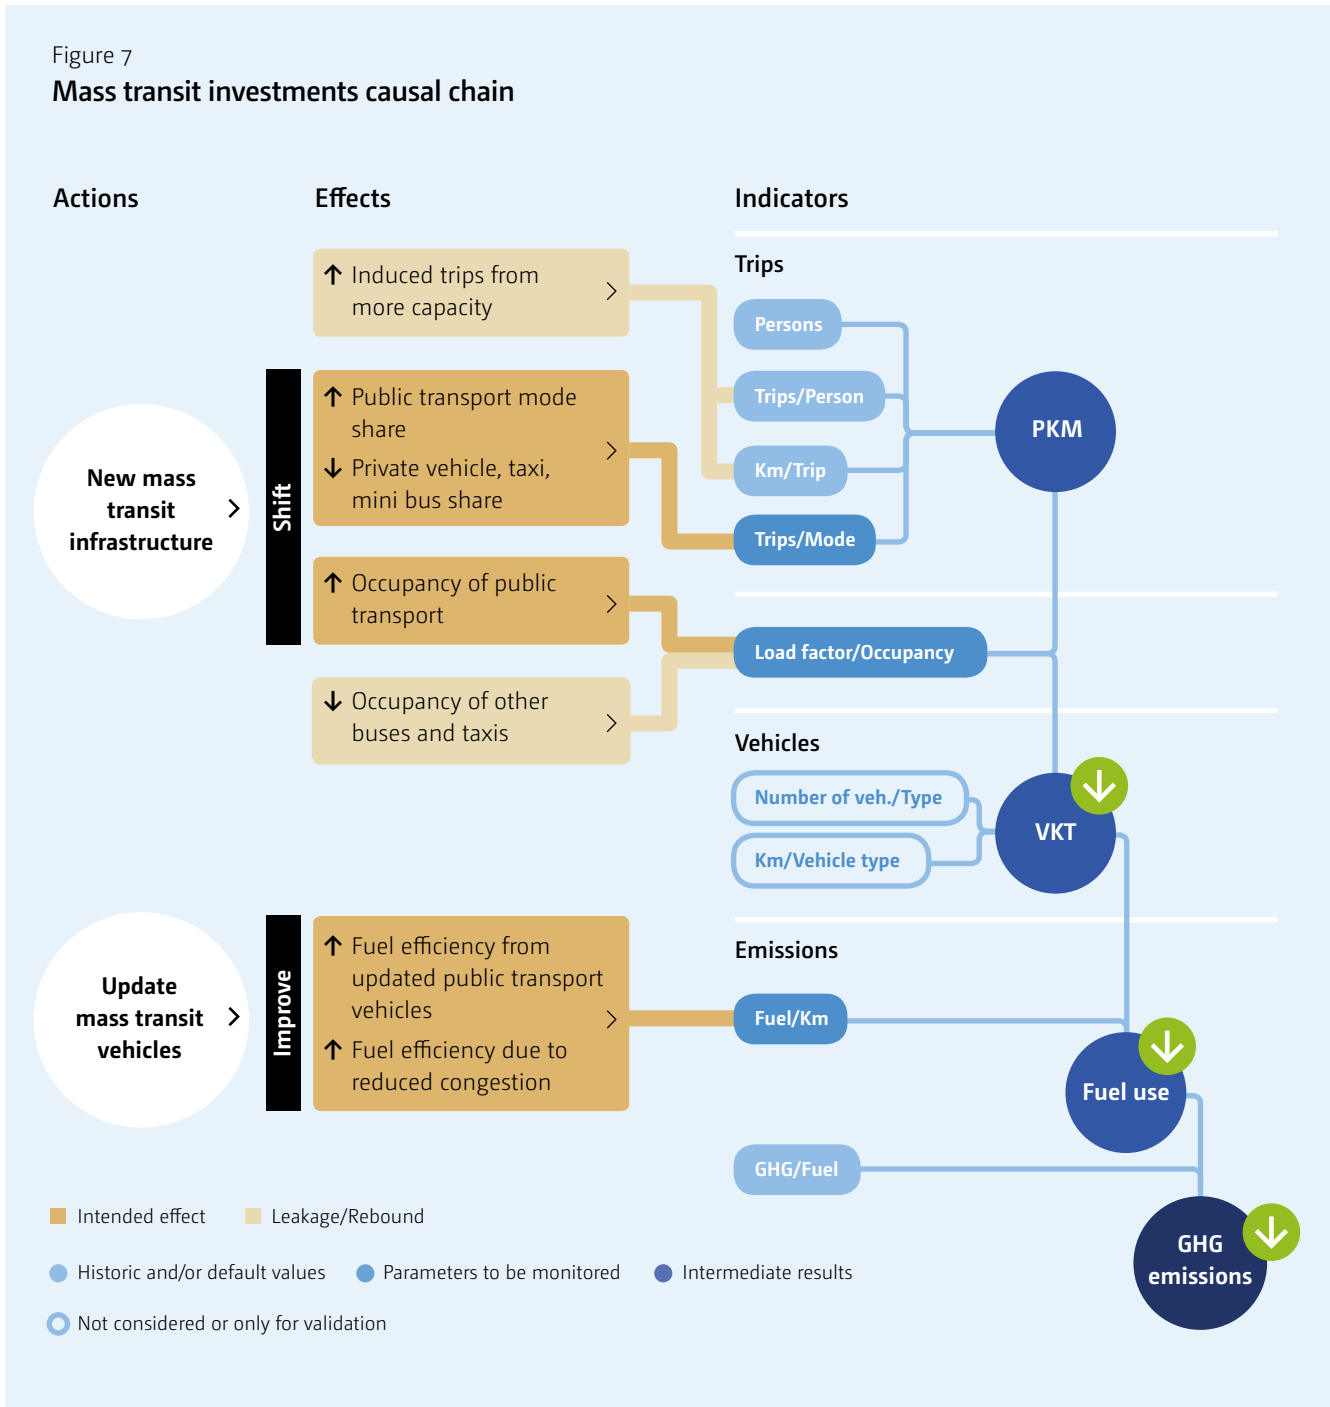 Figure 7
Mass transit investments causal chain
Actions
Effects
Indicators
Induced trips from
more capacity
Public transport mode
share
Private vehicle, taxi,
mini bus share
Occupancy of public
transport
Occupancy of other
buses and taxis
New mass
transit
infrastructure
Shift
Trips
Persons
Trips/Person
Km/Trip
Trips/Mode
PKM
Load factor/Occupancy
Vehicles
Number of veh./Type
Km/Vehicle type
VKT
Update
mass transit
vehicles
Improve
Fuel efficiency from
updated public transport
vehicles
Fuel efficiency due to
reduced congestion
Emissions
Fuel/Km
Fuel use
GHG/Fuel
GHG
emissions
Intended effect
Leakage/Rebound
Historic and/or default values
Parameters to be monitored
Intermediate results
Not considered or only for validation